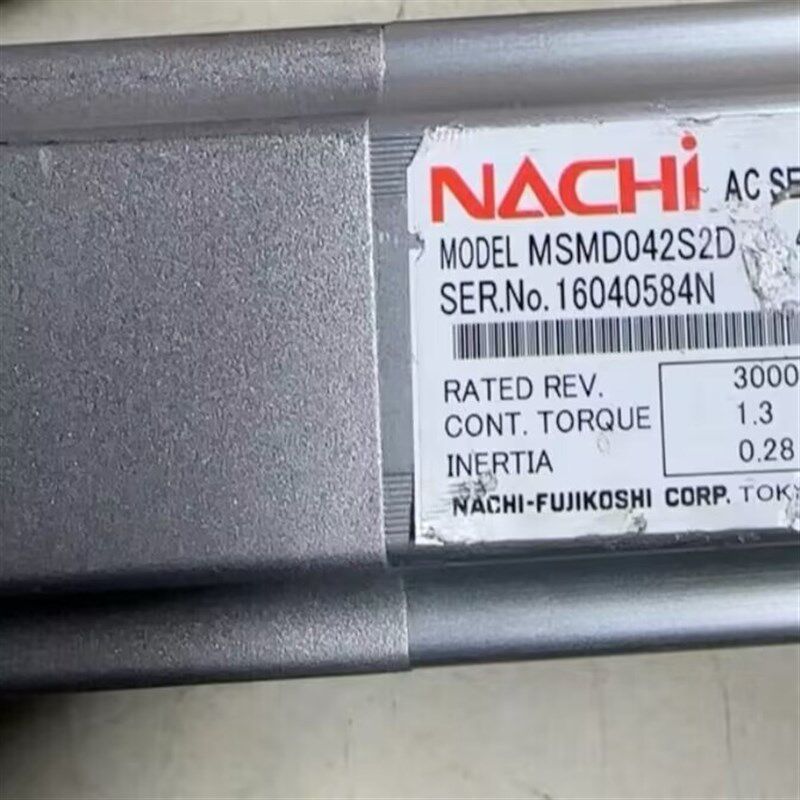 NACHi AC SE
MODEL MSMD042S2D
SER.No. 16040584N
RATED REV. 3000
CONT. TORQUE 1.3
INERTIA 0.28
NACHI-FUJIKOSHI CORP. TOKY